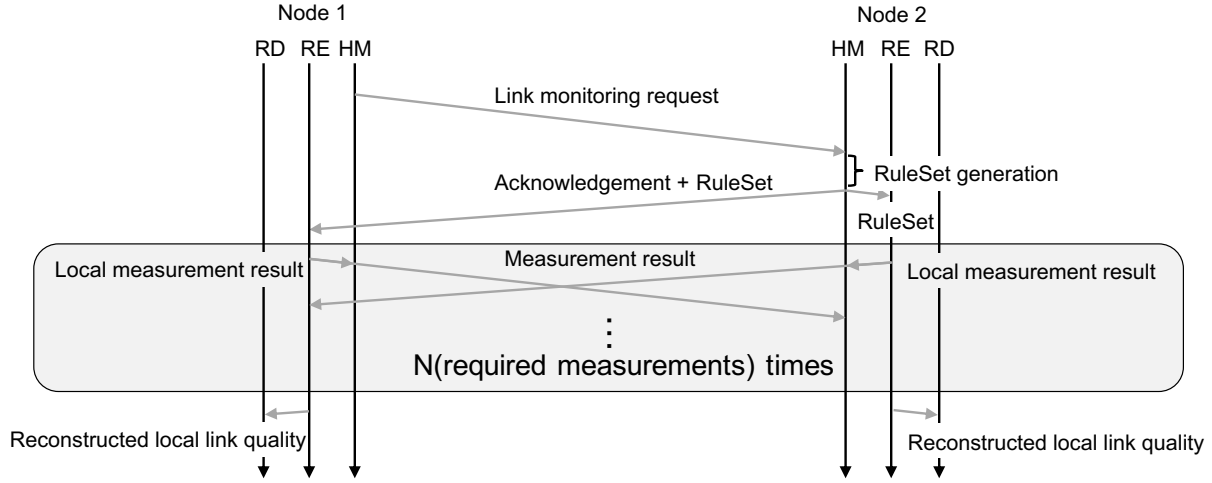 Node 1
Node 2
RD RE HM
HM RE RD
Link monitoring request
RuleSet generation
Acknowledgement + RuleSet
RuleSet
Local measurement result
Measurement result
Local measurement result
⋮
N(required measurements) times
Reconstructed local link quality
Reconstructed local link quality